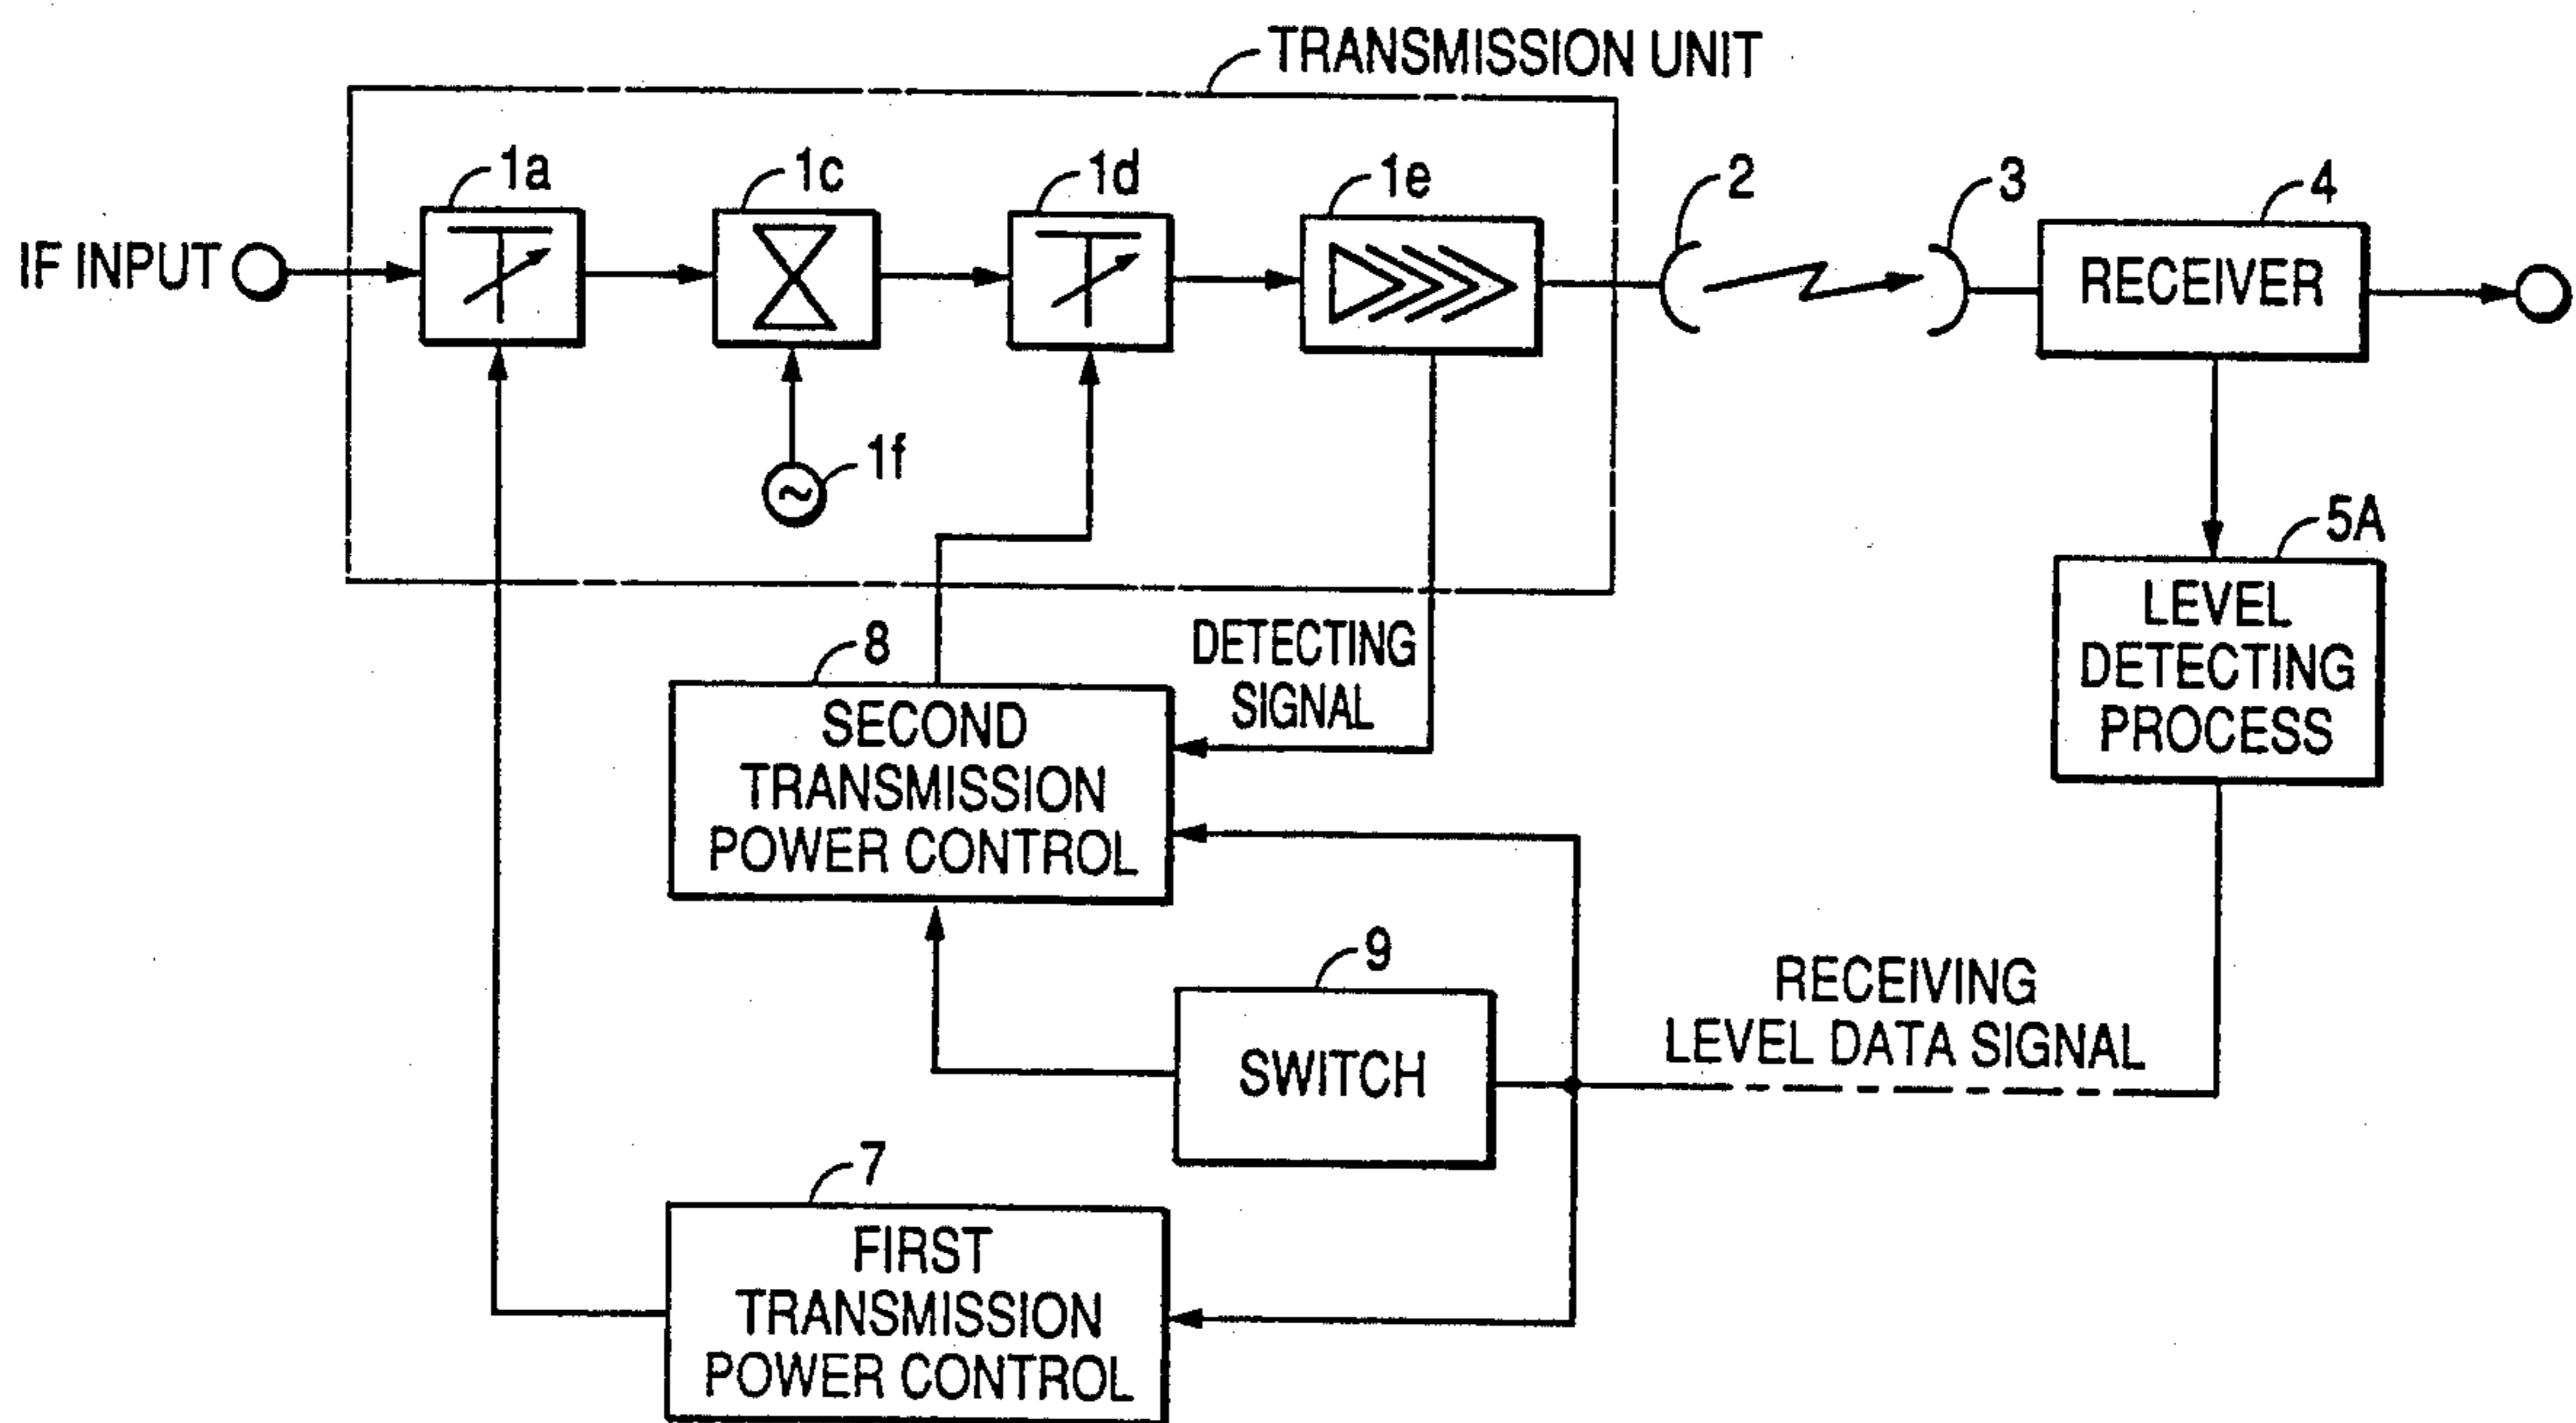 TRANSMISSION UNIT
1a
1c
1d
1e
2
3
4
IF INPUT
RECEIVER
1f
5A
LEVEL
DETECTING
PROCESS
DETECTING
SIGNAL
8
SECOND
TRANSMISSION
POWER CONTROL
9
SWITCH
RECEIVING
LEVEL DATA SIGNAL
7
FIRST
TRANSMISSION
POWER CONTROL